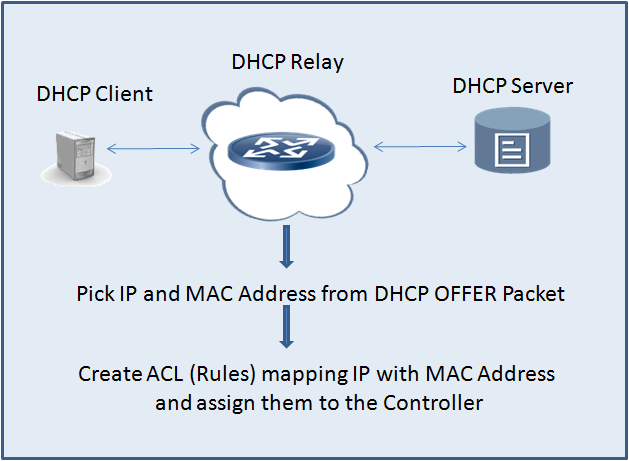 DHCP Relay
DHCP Client
DHCP Server
Pick IP and MAC Address from DHCP OFFER Packet
Create ACL (Rules) mapping IP with MAC Address
and assign them to the Controller